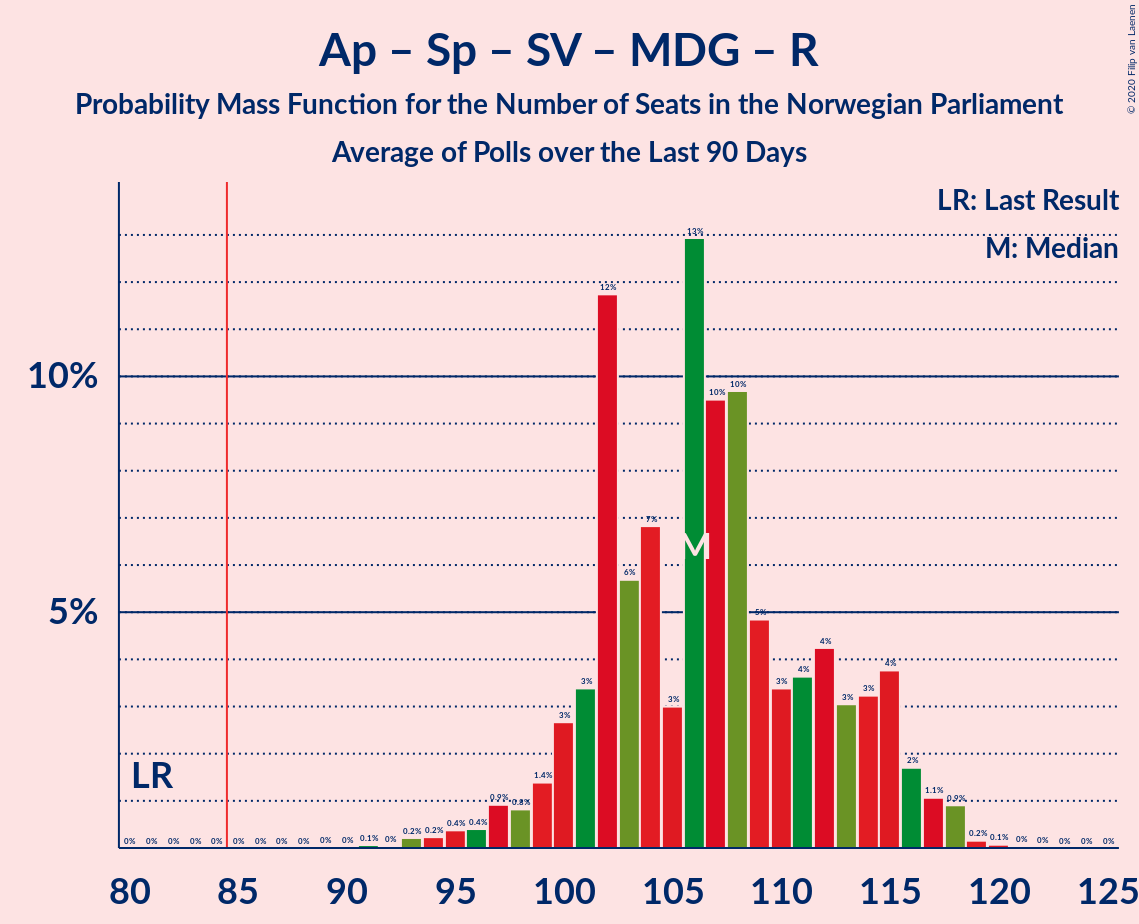 Ap – Sp – SV – MDG – R
Probability Mass Function for the Number of Seats in the Norwegian Parliament
Average of Polls over the Last 90 Days
© 2020 Filip van Laenen
LR: Last Result
M: Median
10%
5%
LR
M
0% 0% 0% 0% 0% 0% 0% 0% 0% 0% 0% 0.1% 0% 0.2% 0.2% 0.4% 0.4% 0.9% 0.8% 1.4% 3% 3% 12% 6% 7% 3% 13% 10% 10% 5% 3% 4% 4% 3% 3% 4% 2% 1.1% 0.9% 0.2% 0.1% 0% 0% 0% 0% 0%
80 85 90 95 100 105 110 115 120 125